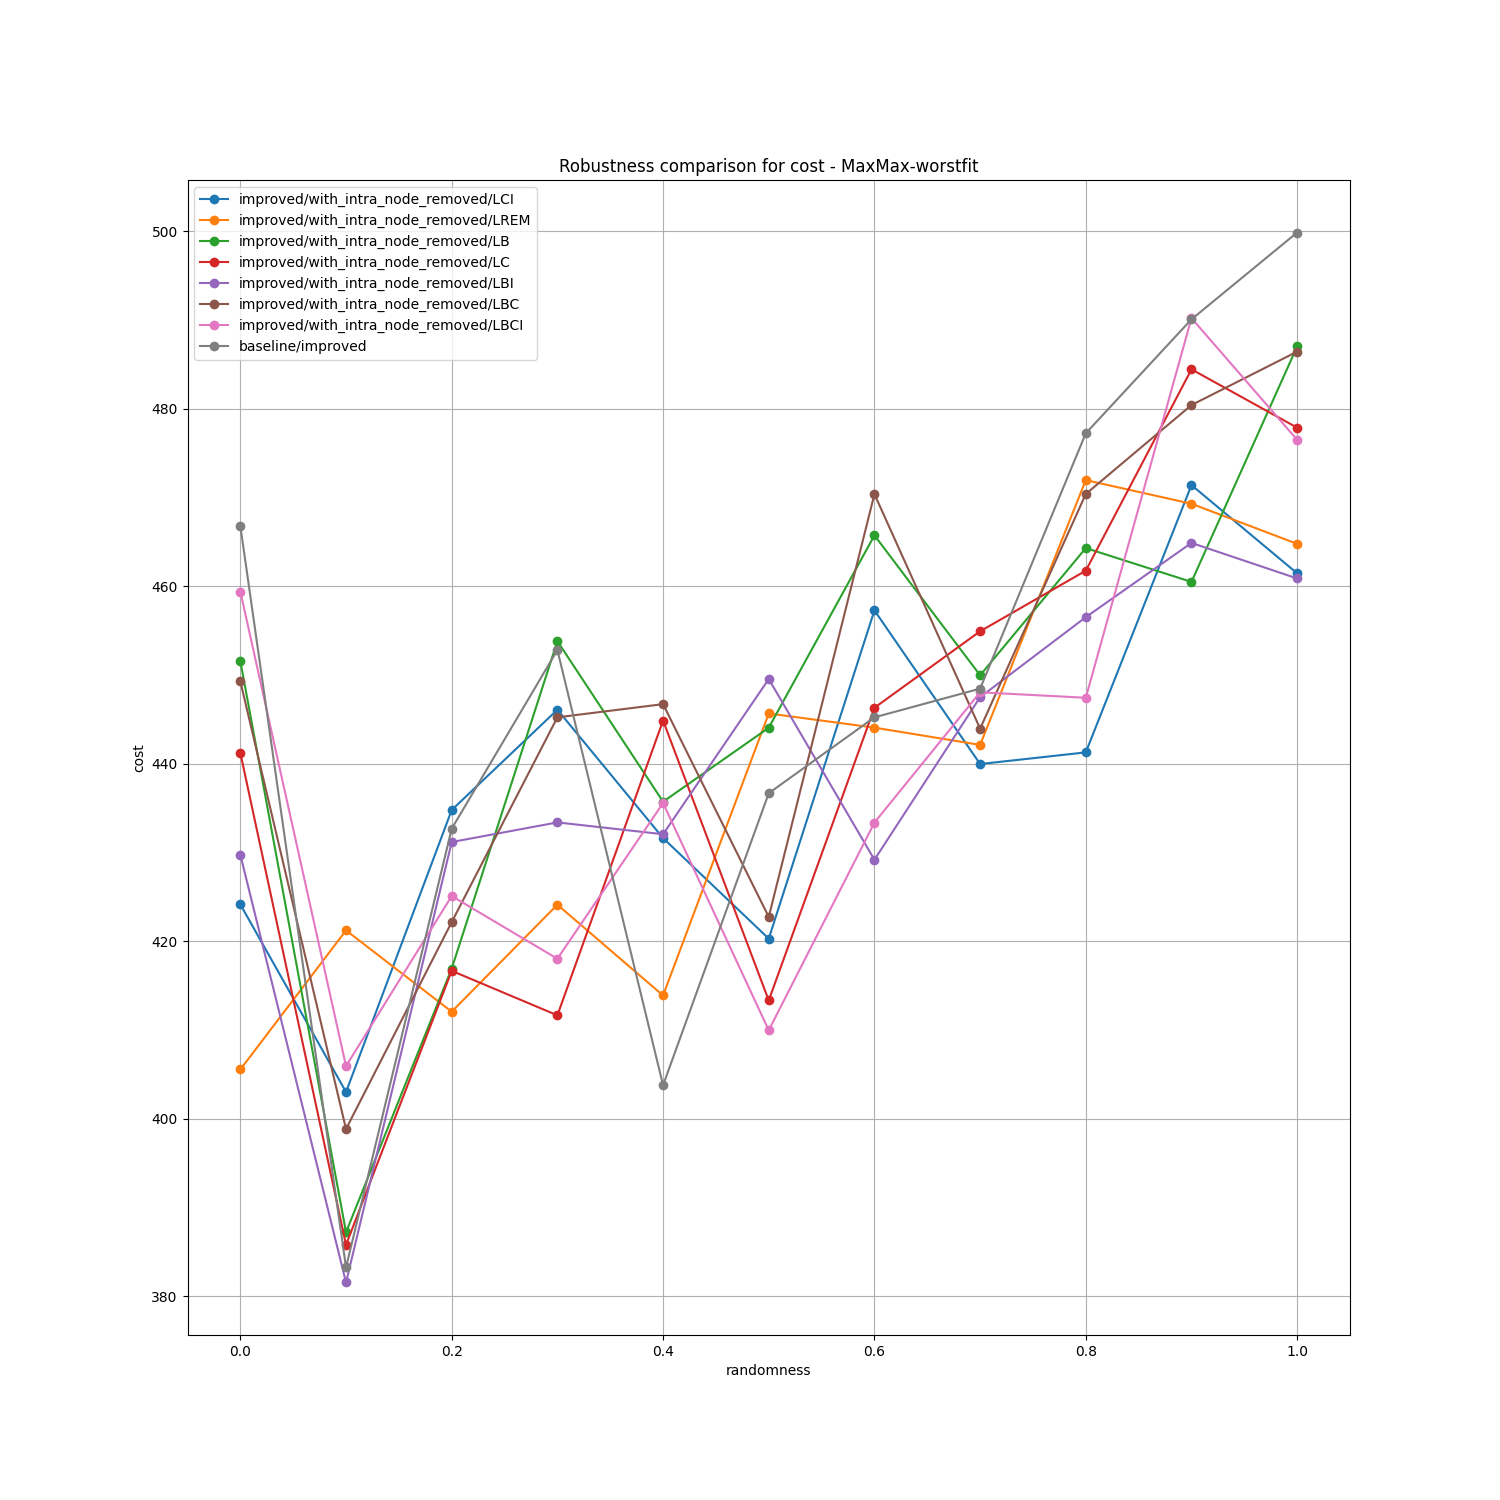 Robustness comparison for cost - MaxMax-worstfit
improved/with_intra_node_removed/LCI
improved/with_intra_node_removed/LREM
improved/with_intra_node_removed/LB
improved/with_intra_node_removed/LC
improved/with_intra_node_removed/LBI
improved/with_intra_node_removed/LBC
improved/with_intra_node_removed/LBCI
baseline/improved
500
480
460
440
420
400
380
cost
0.0 0.2 0.4 0.6 0.8 1.0
randomness